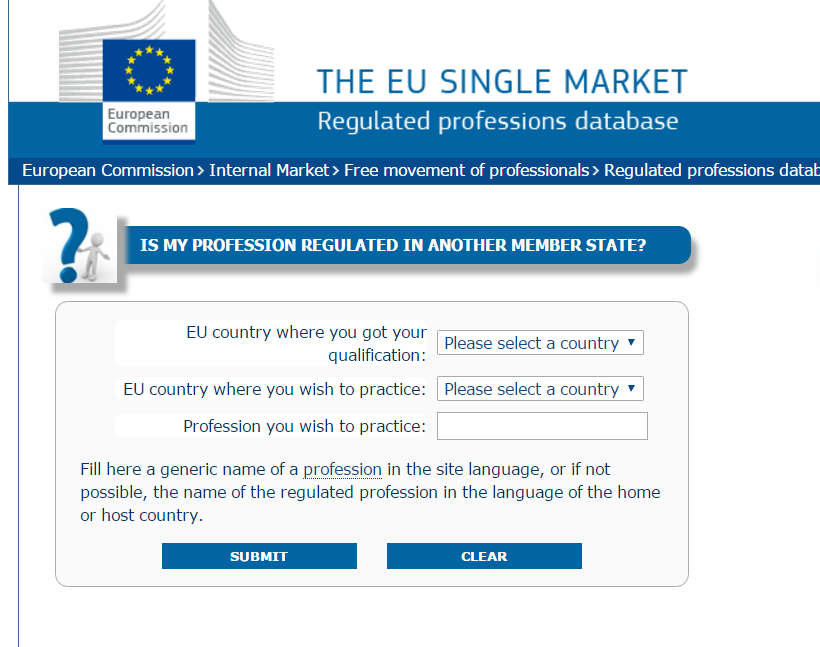 THE EU SINGLE MARKET
European
Commission
Regulated professions database
European Commission > Internal Market > Free movement of professionals > Regulated professions datab
?
IS MY PROFESSION REGULATED IN ANOTHER MEMBER STATE?
EU country where you got your
qualification:
Please select a country ▼
EU country where you wish to practice: Please select a country ▼
Profession you wish to practice:
Fill here a generic name of a profession in the site language, or if not
possible, the name of the regulated profession in the language of the home
or host country.
SUBMIT CLEAR